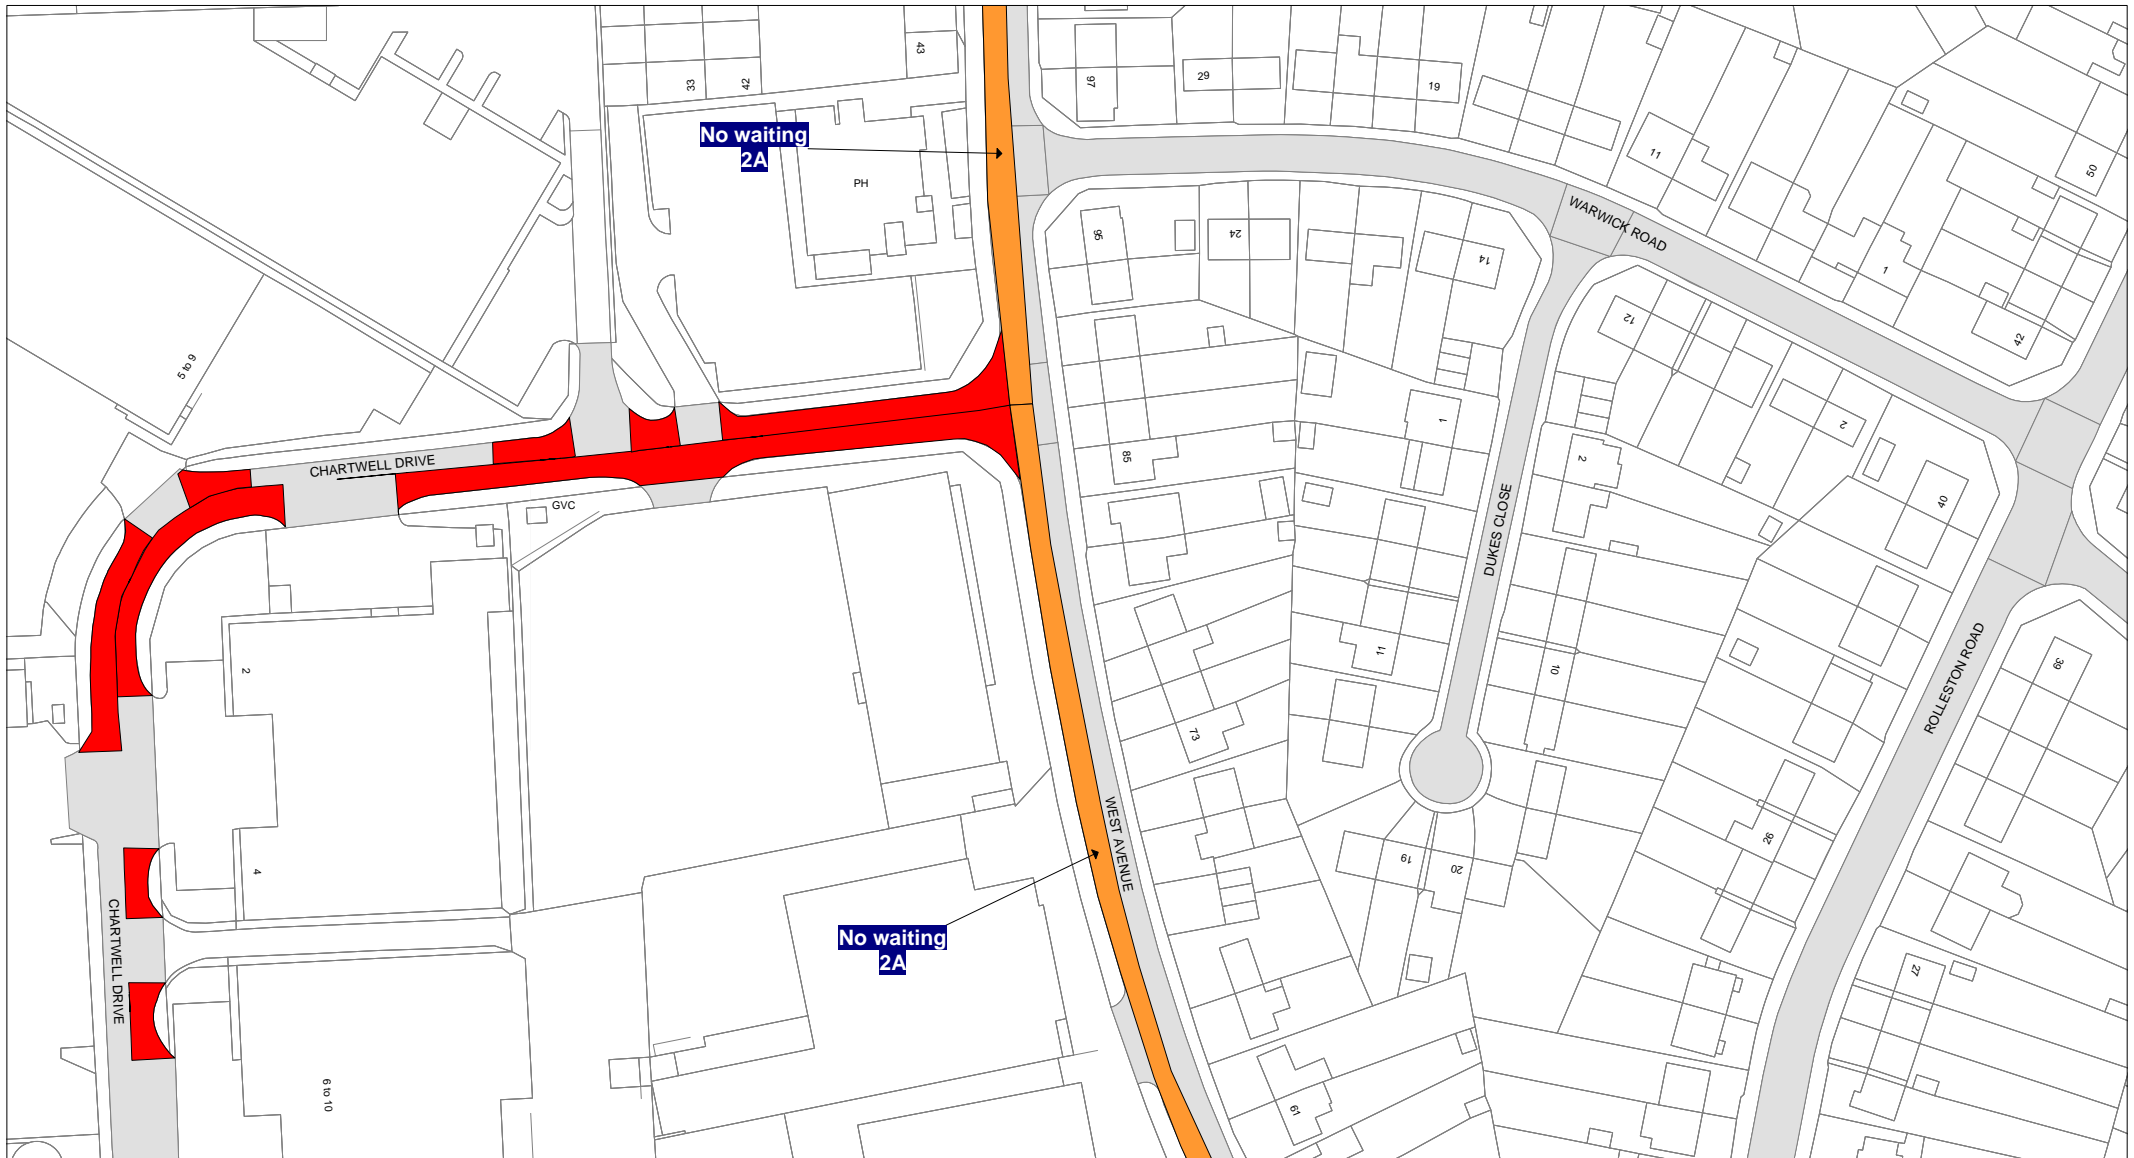 43
33
42
97
29
19
No waiting
2A
11
50
PH
WARWICK ROAD
95
24
14
1
12
42
5 to 9
1
2
85
2
CHARTWELL DRIVE
GVC
40
DUKES CLOSE
11
10
2
39
ROLLESTON ROAD
73
WEST AVENUE
26
19
20
4
CHARTWELL DRIVE
No waiting
2A
27
6 to 10
61